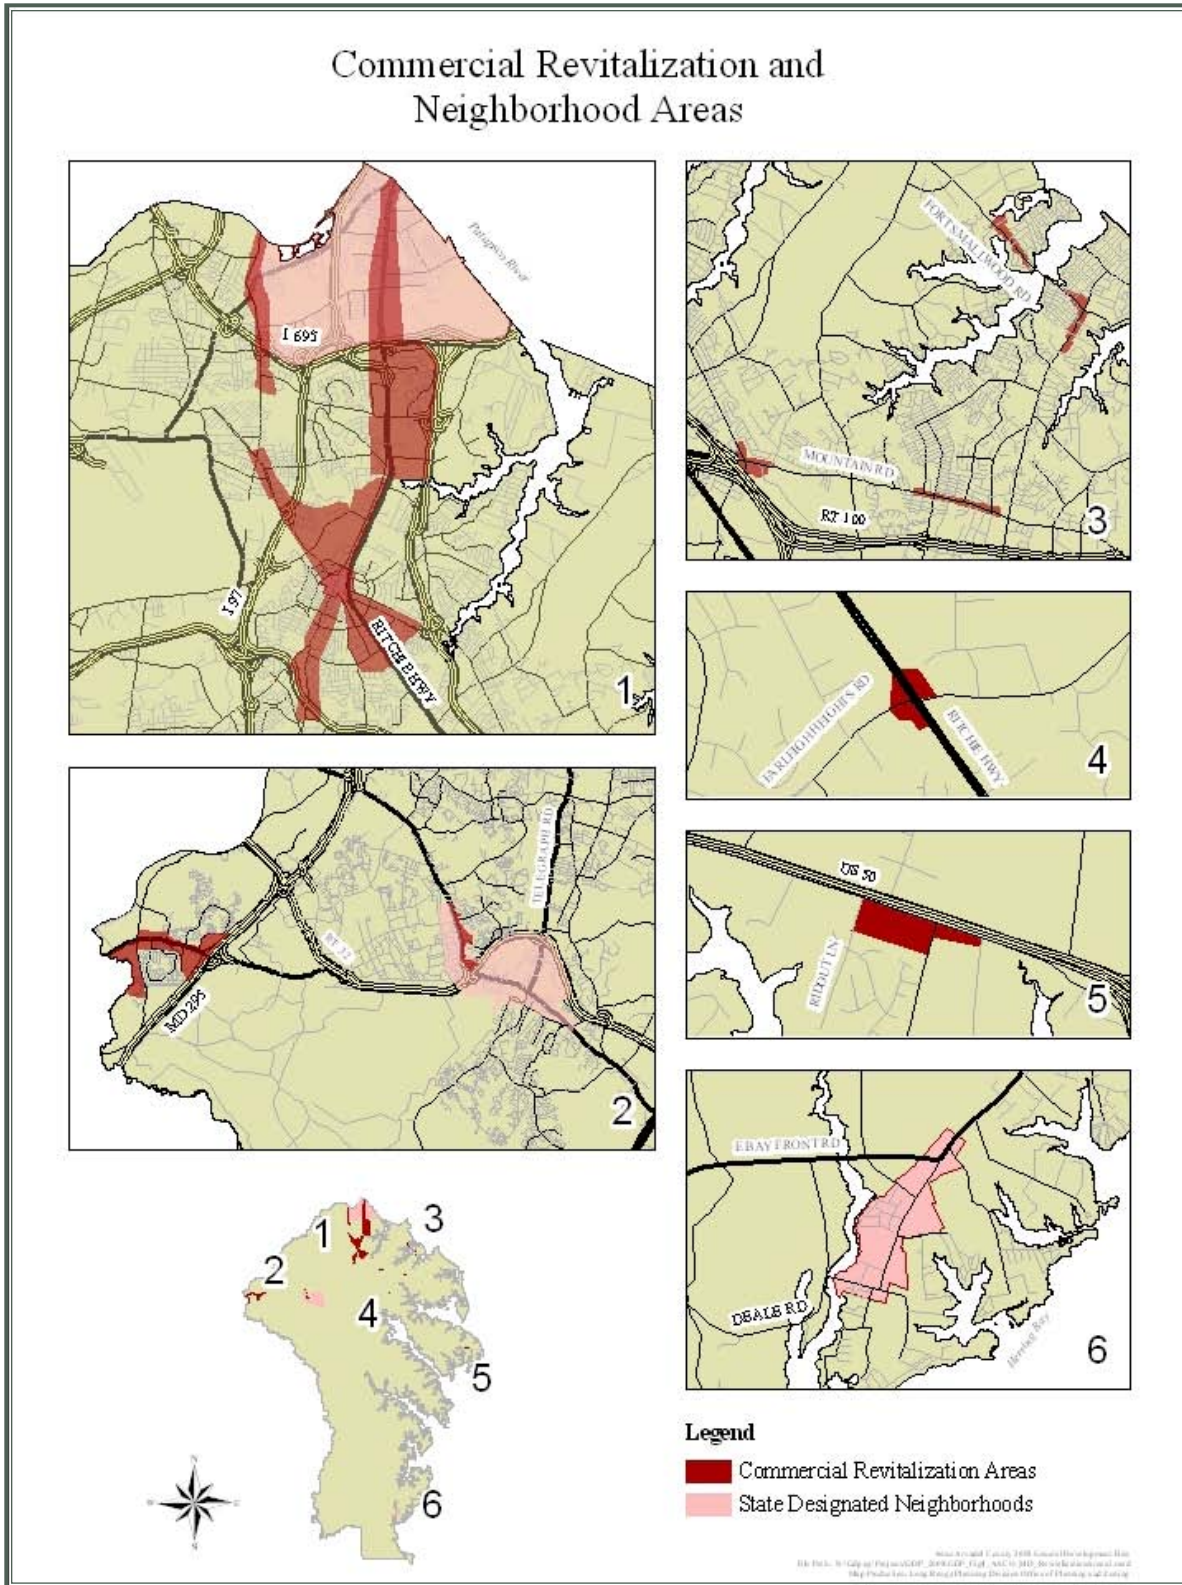 Commercial Revitalization and
Neighborhood Areas
Patapsco River
I 695
I 97
RITCHIE HWY
1
FORT SMALLWOOD RD
MOUNTAIN RD
RT 100
3
RITCHIE HWY
4
TELEGRAPH RD
RT 32
MD 295
2
US 50
5
E BAY FRONT RD
DEALE RD
Herring Bay
6
1
2
3
4
5
6
N
Legend
Commercial Revitalization Areas
State Designated Neighborhoods